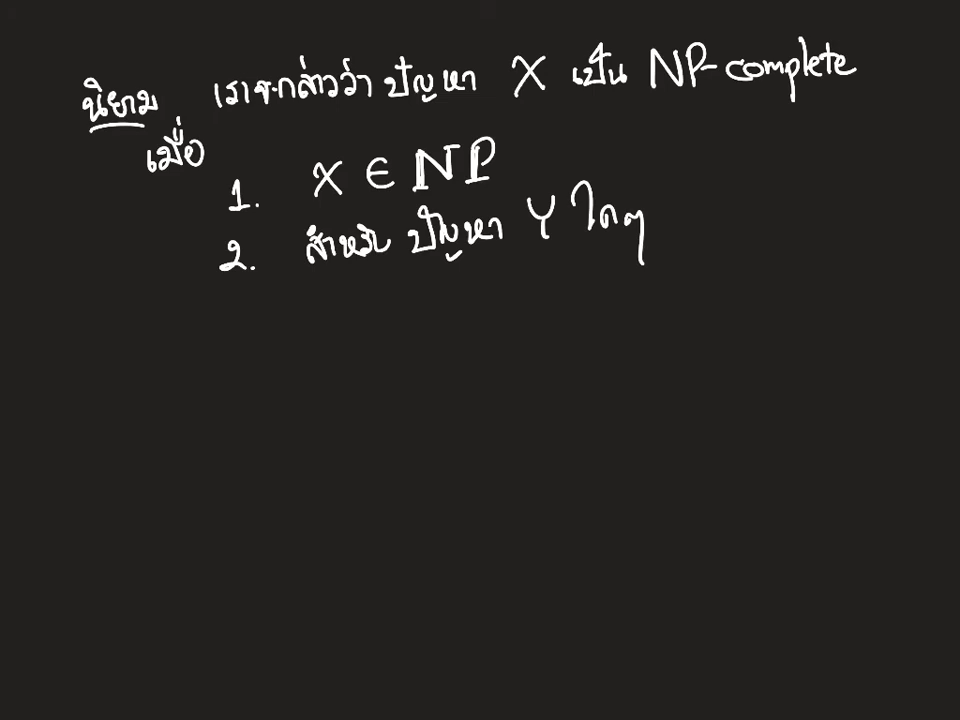 นิยาม เราจะกล่าวว่า ปัญหา X เป็น NP-complete
เมื่อ
1. X ∈ NP
2. สำหรับ ปัญหา Y ใดๆ